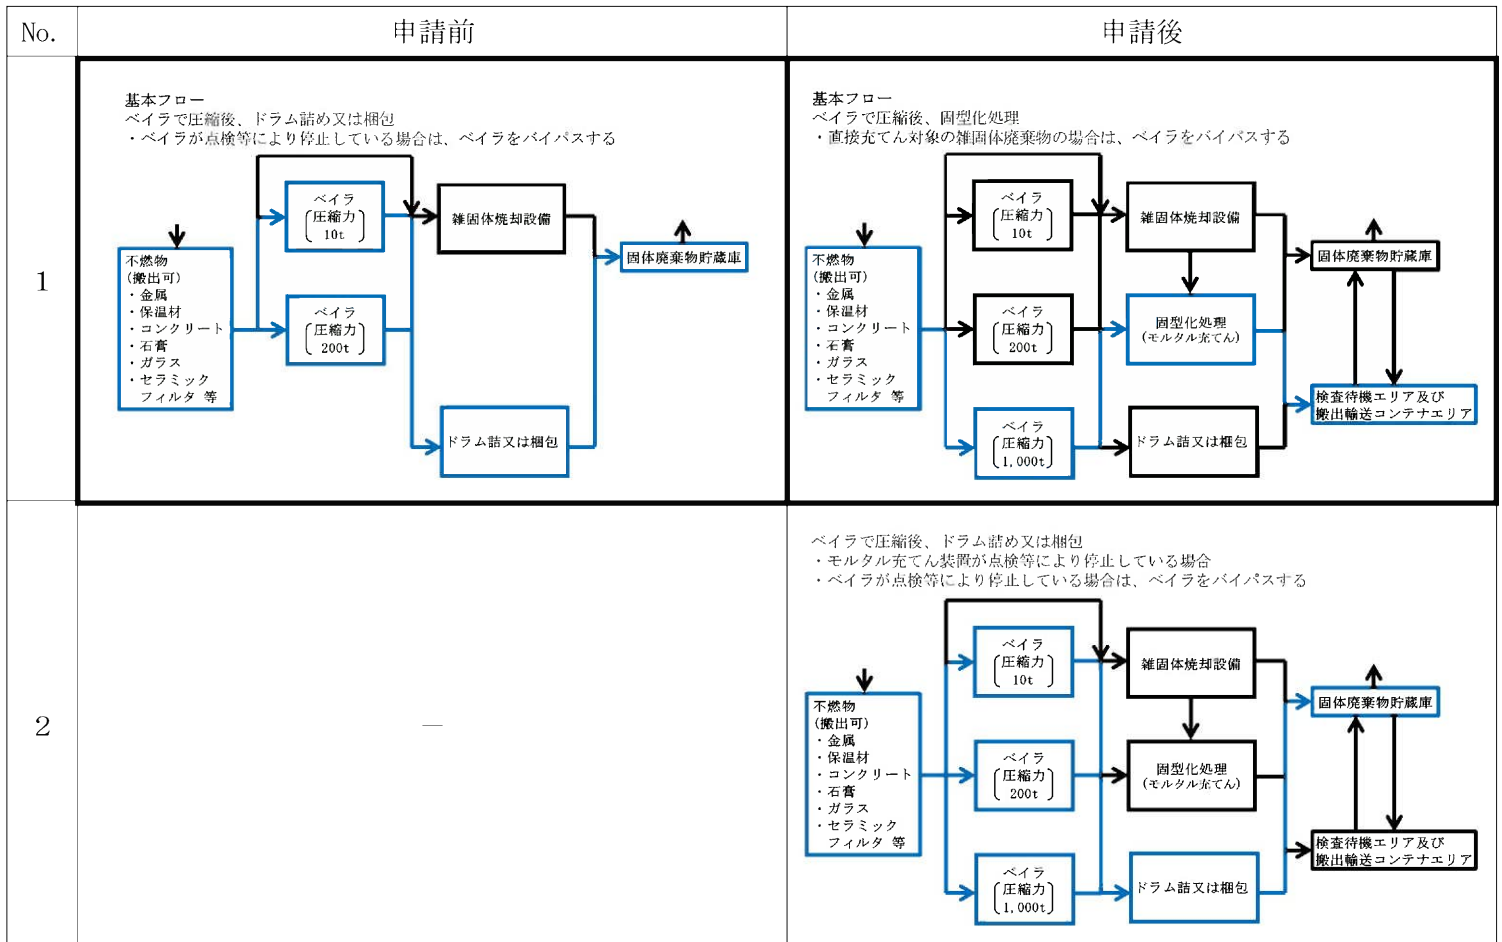 No.
申請前
申請後
1
基本フロー
ベイラで圧縮後、ドラム詰め又は梱包
・ベイラが点検等により停止している場合は、ベイラをバイパスする
ベイラ
圧縮力
10t
雑固体焼却設備
不燃物
(搬出可)
・金属
・保温材
・コンクリート
・石膏
・ガラス
・セラミック
フィルタ 等
固体廃棄物貯蔵庫
ベイラ
圧縮力
200t
ドラム詰又は梱包
基本フロー
ベイラで圧縮後、固型化処理
・直接充てん対象の雑固体廃棄物の場合は、ベイラをバイパスする
ベイラ
圧縮力
10t
雑固体焼却設備
不燃物
(搬出可)
・金属
・保温材
・コンクリート
・石膏
・ガラス
・セラミック
フィルタ 等
固体廃棄物貯蔵庫
ベイラ
圧縮力
200t
固型化処理
(モルタル充てん)
ベイラ
圧縮力
1,000t
ドラム詰又は梱包
検査待機エリア及び
搬出輸送コンテナエリア
2
―
ベイラで圧縮後、ドラム詰め又は梱包
・モルタル充てん装置が点検等により停止している場合
・ベイラが点検等により停止している場合は、ベイラをバイパスする
ベイラ
圧縮力
10t
雑固体焼却設備
不燃物
(搬出可)
・金属
・保温材
・コンクリート
・石膏
・ガラス
・セラミック
フィルタ 等
固体廃棄物貯蔵庫
ベイラ
圧縮力
200t
固型化処理
(モルタル充てん)
ベイラ
圧縮力
1,000t
ドラム詰又は梱包
検査待機エリア及び
搬出輸送コンテナエリア